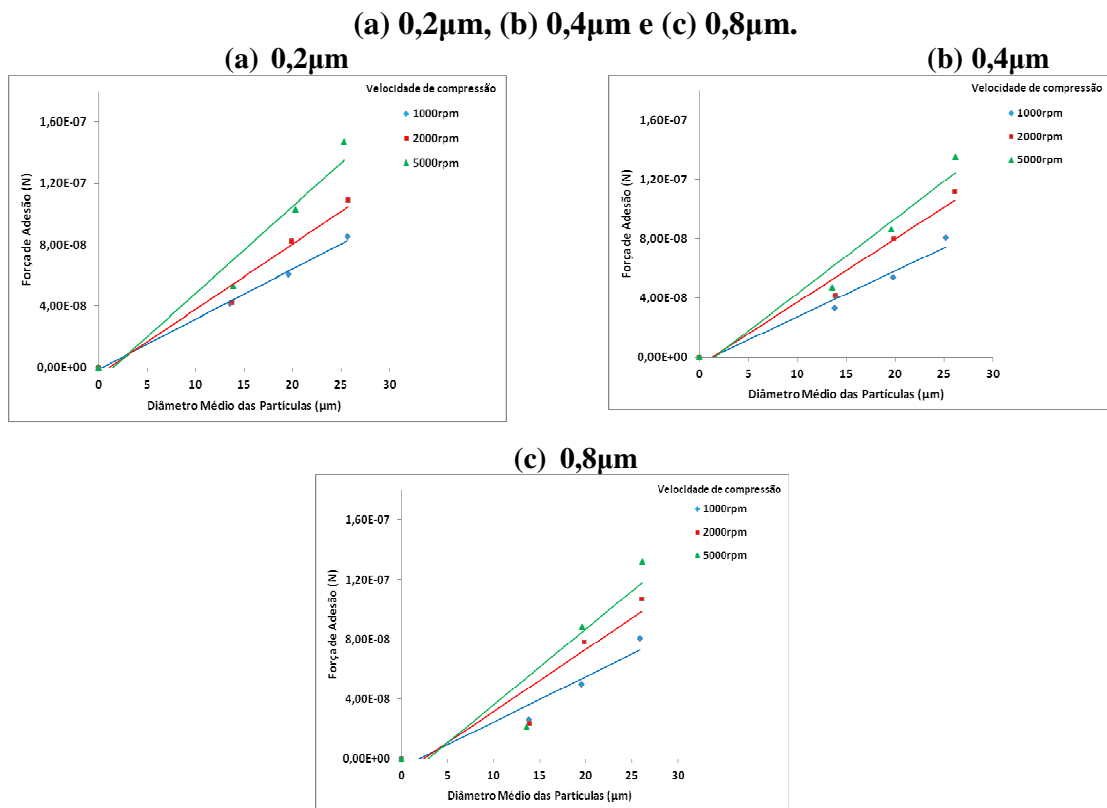 (a) 0,2µm, (b) 0,4µm e (c) 0,8µm.
(a) 0,2µm
Velocidade de compressão
1000rpm
2000rpm
5000rpm
Força de Adesão (N)
1,60E-07
1,20E-07
8,00E-08
4,00E-08
0,00E+00
0 5 10 15 20 25 30
Diâmetro Médio das Partículas (µm)
(b) 0,4µm
Velocidade de compressão
1000rpm
2000rpm
5000rpm
Força de Adesão (N)
1,60E-07
1,20E-07
8,00E-08
4,00E-08
0,00E+00
0 5 10 15 20 25 30
Diâmetro Médio das Partículas (µm)
(c) 0,8µm
Velocidade de compressão
1000rpm
2000rpm
5000rpm
Força de Adesão (N)
1,60E-07
1,20E-07
8,00E-08
4,00E-08
0,00E+00
0 5 10 15 20 25 30
Diâmetro Médio das Partículas (µm)